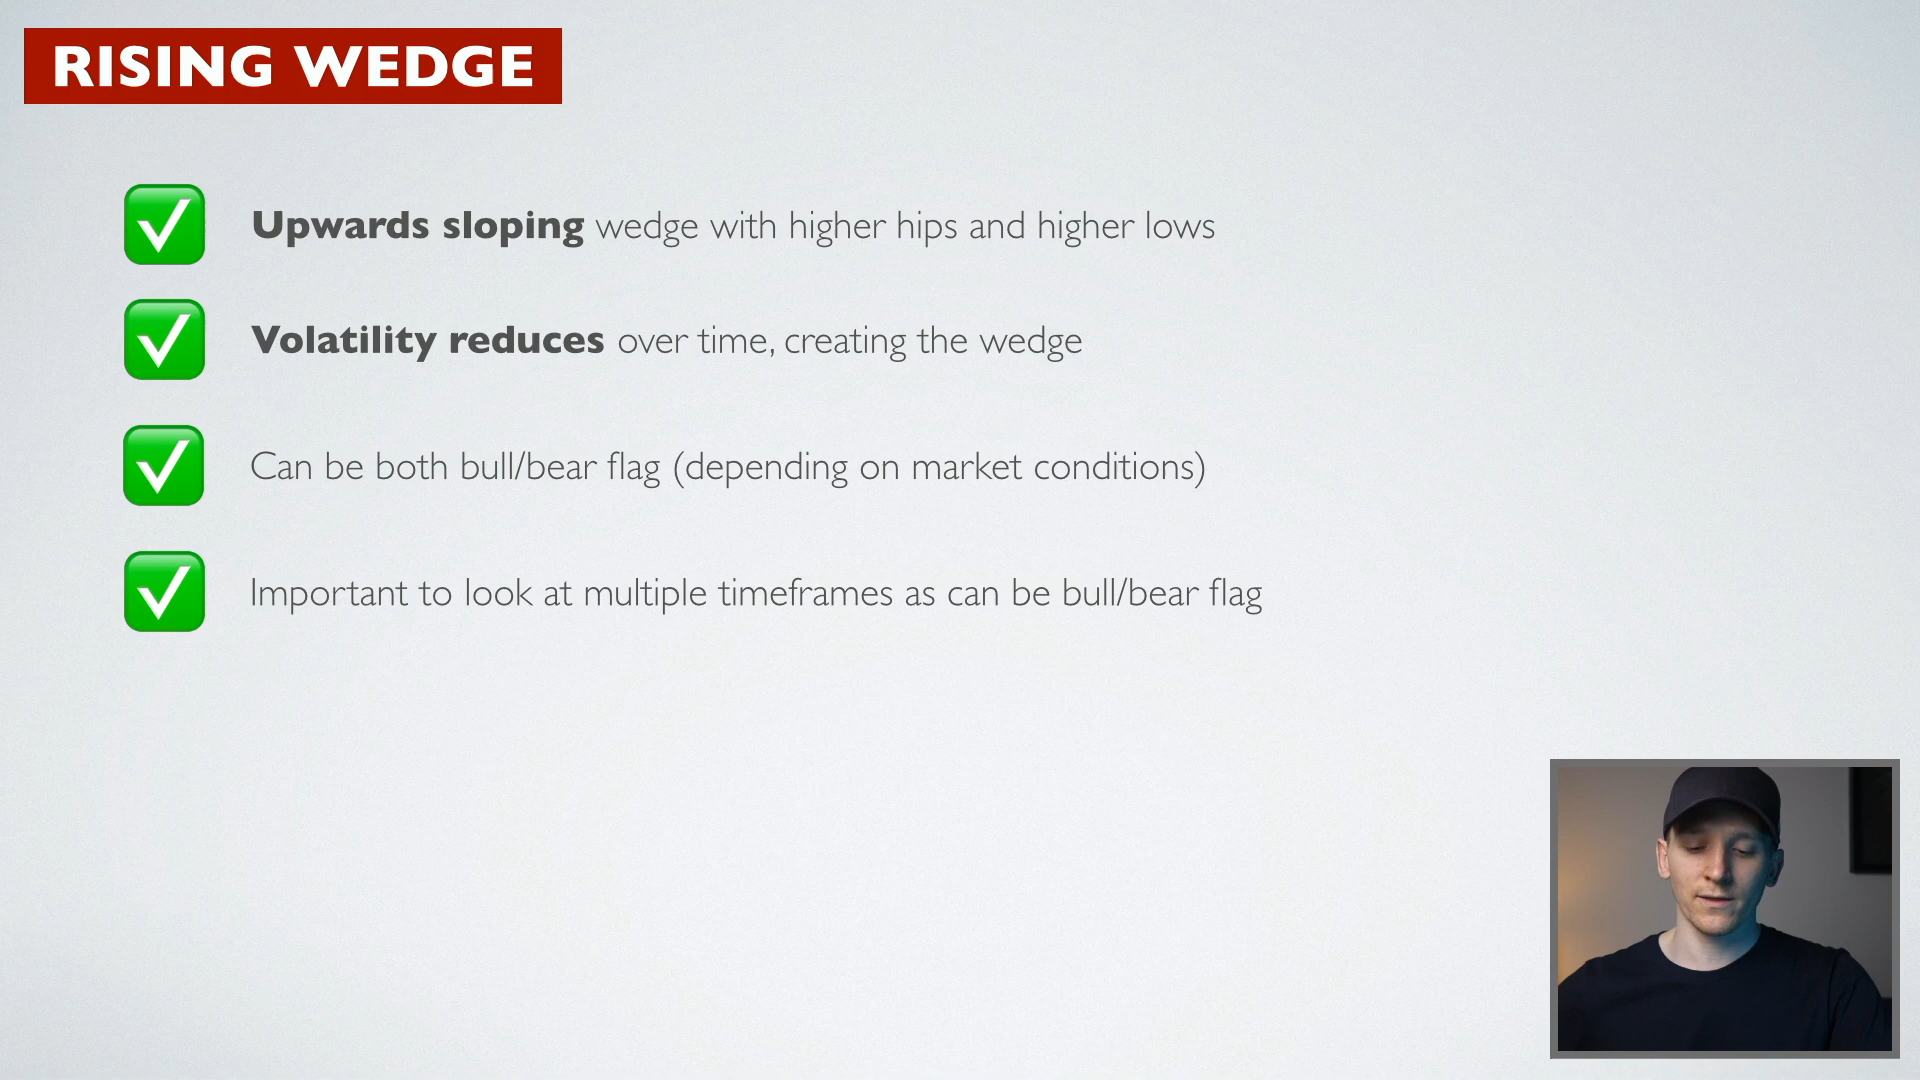 RISING WEDGE
Upwards sloping wedge with higher hips and higher lows
Volatility reduces over time, creating the wedge
Can be both bull/bear flag (depending on market conditions)
Important to look at multiple timeframes as can be bull/bear flag